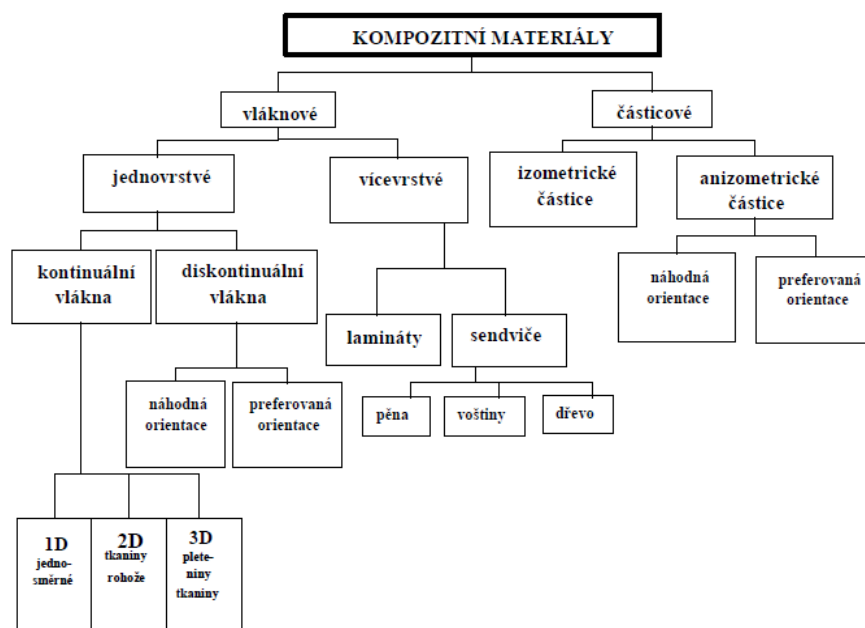 KOMPOZITNÍ MATERIÁLY
vláknové
částicové
jednovrstvé
vícevrstvé
izometrické
částice
anizometrické
částice
kontinuální
vlákna
diskontinuální
vlákna
náhodná
orientace
preferovaná
orientace
lamináty
sendviče
náhodná
orientace
preferovaná
orientace
pěna
voštiny
dřevo
1D
jedno-
směrné
2D
tkaniny
rohože
3D
plete-
niny
tkaniny